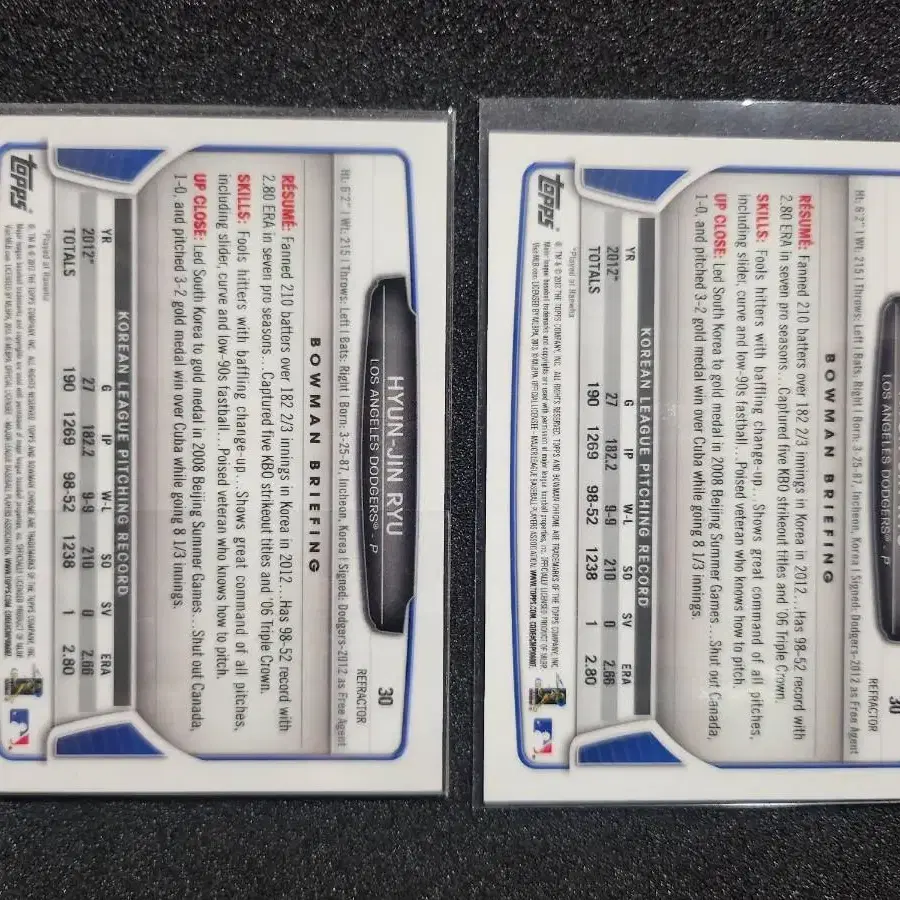 30
REFRACTOR
HYUN-JIN RYU
LOS ANGELES DODGERS® - P
Ht: 6'2" | Wt: 215 | Throws: Left | Bats: Right | Born: 3-25-87, Incheon, Korea | Signed: Dodgers-2012 as Free Agent
BOWMAN BRIEFING
RÉSUMÉ: Fanned 210 batters over 182 2/3 innings in Korea in 2012...Has 98-52 record with
2.80 ERA in seven pro seasons...Captured five KBO strikeout titles and '06 Triple Crown.
SKILLS: Fools hitters with baffling change-up...Shows great command of all pitches,
including slider, curve and low-90s fastball...Poised veteran who knows how to pitch.
UP CLOSE: Led South Korea to gold medal in 2008 Beijing Summer Games...Shut out Canada,
1-0, and pitched 3-2 gold medal win over Cuba while going 8 1/3 innings.
KOREAN LEAGUE PITCHING RECORD
YR G IP W-L SO SV ERA
2012* 27 182.2 9-9 210 0 2.66
TOTALS 190 1269 98-52 1238 1 2.80
*Played at Hanwha
topps
30
REFRACTOR
LOS ANGELES DODGERS® - P
Ht: 6'2" | Wt: 215 | Throws: Left | Bats: Right | Born: 3-25-87, Incheon, Korea | Signed: Dodgers-2012 as Free Agent
BOWMAN BRIEFING
RÉSUMÉ: Fanned 210 batters over 182 2/3 innings in Korea in 2012...Has 98-52 record with
2.80 ERA in seven pro seasons...Captured five KBO strikeout titles and '06 Triple Crown.
SKILLS: Fools hitters with baffling change-up...Shows great command of all pitches,
including slider, curve and low-90s fastball...Poised veteran who knows how to pitch.
UP CLOSE: Led South Korea to gold medal in 2008 Beijing Summer Games...Shut out Canada,
1-0, and pitched 3-2 gold medal win over Cuba while going 8 1/3 innings.
KOREAN LEAGUE PITCHING RECORD
YR G IP W-L SO SV ERA
2012* 27 182.2 9-9 210 0 2.66
TOTALS 190 1269 98-52 1238 1 2.80
*Played at Hanwha
topps